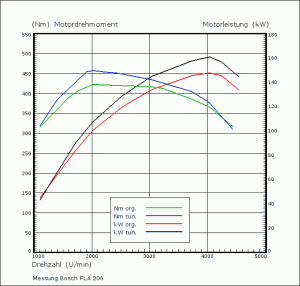 (Nm) Motordrehmoment Motorleistung (kW)
550 180
500 160
450 140
400
350 120
300 100
250
200 80
150 60
100 40
50 20
0 0
1000 2000 3000 4000 5000
Nm org.
Nm tun.
kW org.
kW tun.
Drehzahl (U/min)
Messung Bosch FLA 206